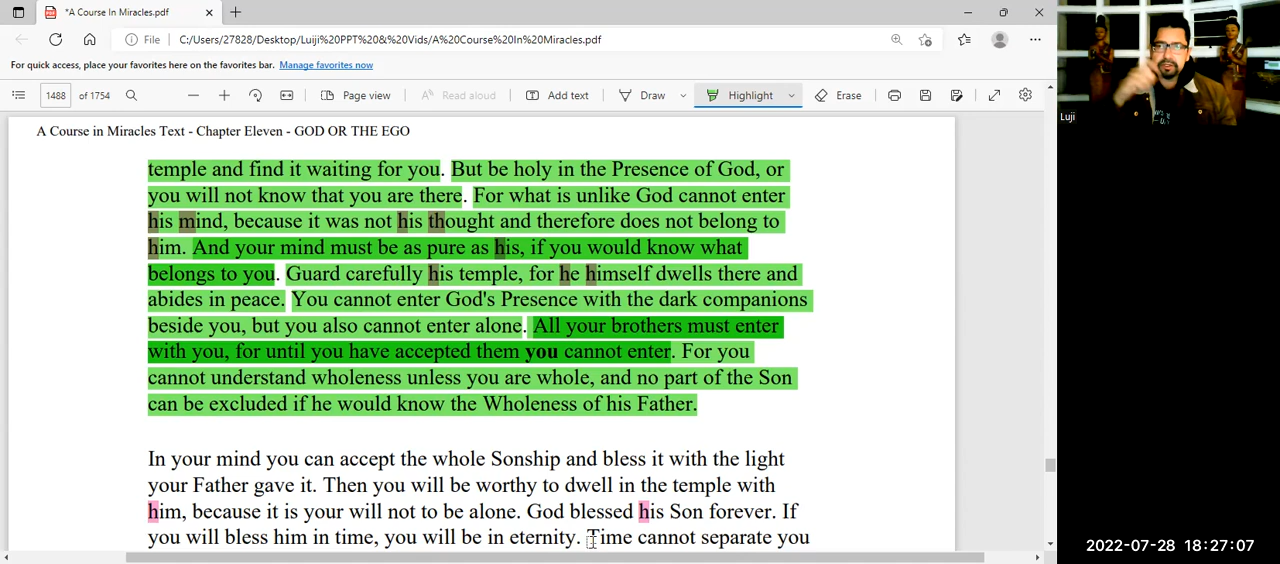 *A Course In Miracles.pdf
File
C:/Users/27828/Desktop/Luiji%20PPT%20&%20Vids/A%20Course%20In%20Miracles.pdf
For quick access, place your favorites here on the favorites bar. Manage favorites now
1488 of 1754
Page view
Read aloud
Add text
Draw
Highlight
Erase
Luji
A Course in Miracles Text - Chapter Eleven - GOD OR THE EGO
temple and find it waiting for you. But be holy in the Presence of God, or
you will not know that you are there. For what is unlike God cannot enter
his mind, because it was not his thought and therefore does not belong to
him. And your mind must be as pure as his, if you would know what
belongs to you. Guard carefully his temple, for he himself dwells there and
abides in peace. You cannot enter God's Presence with the dark companions
beside you, but you also cannot enter alone. All your brothers must enter
with you, for until you have accepted them you cannot enter. For you
cannot understand wholeness unless you are whole, and no part of the Son
can be excluded if he would know the Wholeness of his Father.
In your mind you can accept the whole Sonship and bless it with the light
your Father gave it. Then you will be worthy to dwell in the temple with
him, because it is your will not to be alone. God blessed his Son forever. If
you will bless him in time, you will be in eternity. Time cannot separate you
2022-07-28 18:27:07